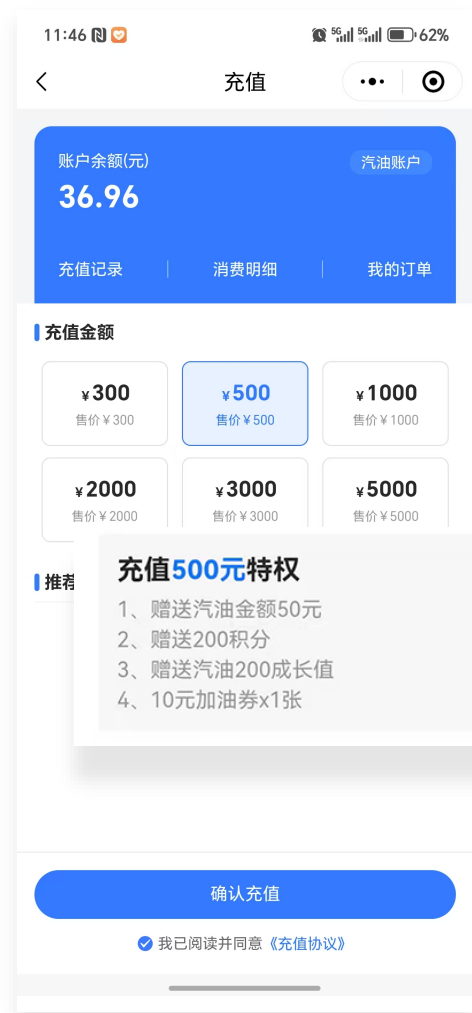 11:46 5G 5G 62%
充值
账户余额(元) 汽油账户
36.96
充值记录 消费明细 我的订单
充值金额
¥300 ¥500 ¥1000
售价¥300 售价¥500 售价¥1000
¥2000 ¥3000 ¥5000
售价¥2000 售价¥3000 售价¥5000
推荐
充值500元特权
1、赠送汽油金额50元
2、赠送200积分
3、赠送汽油200成长值
4、10元加油券x1张
确认充值
我已阅读并同意《充值协议》